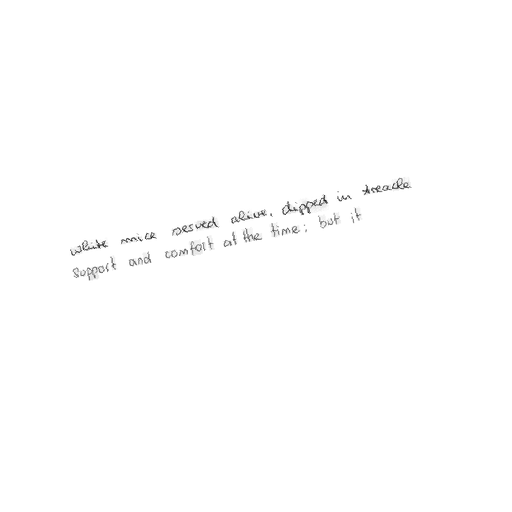 white mice served alive, dipped in treacle
support and comfort at the time; but it